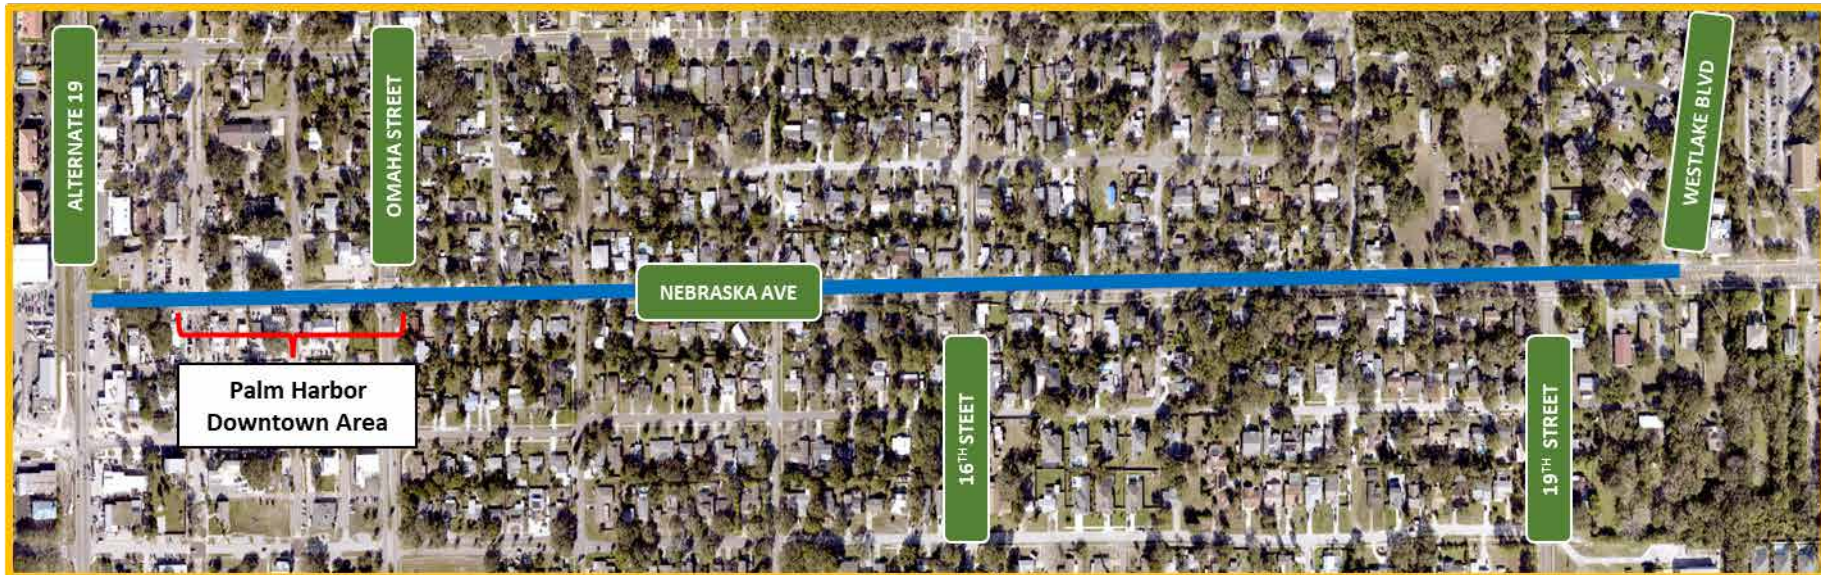 ALTERNATE 19
OMAHA STREET
WESTLAKE BLVD
NEBRASKA AVE
Palm Harbor
Downtown Area
16TH STEET
19TH STREET